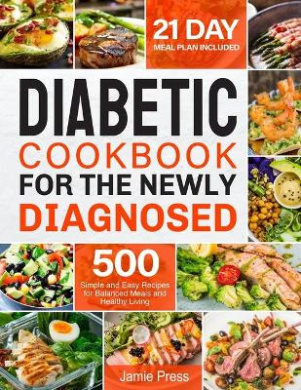 21 DAY
MEAL PLAN INCLUDED
DIABETIC
COOKBOOK
FOR THE NEWLY
DIAGNOSED
500
Simple and Easy Recipes
for Balanced Meals and
Healthy Living
Jamie Press